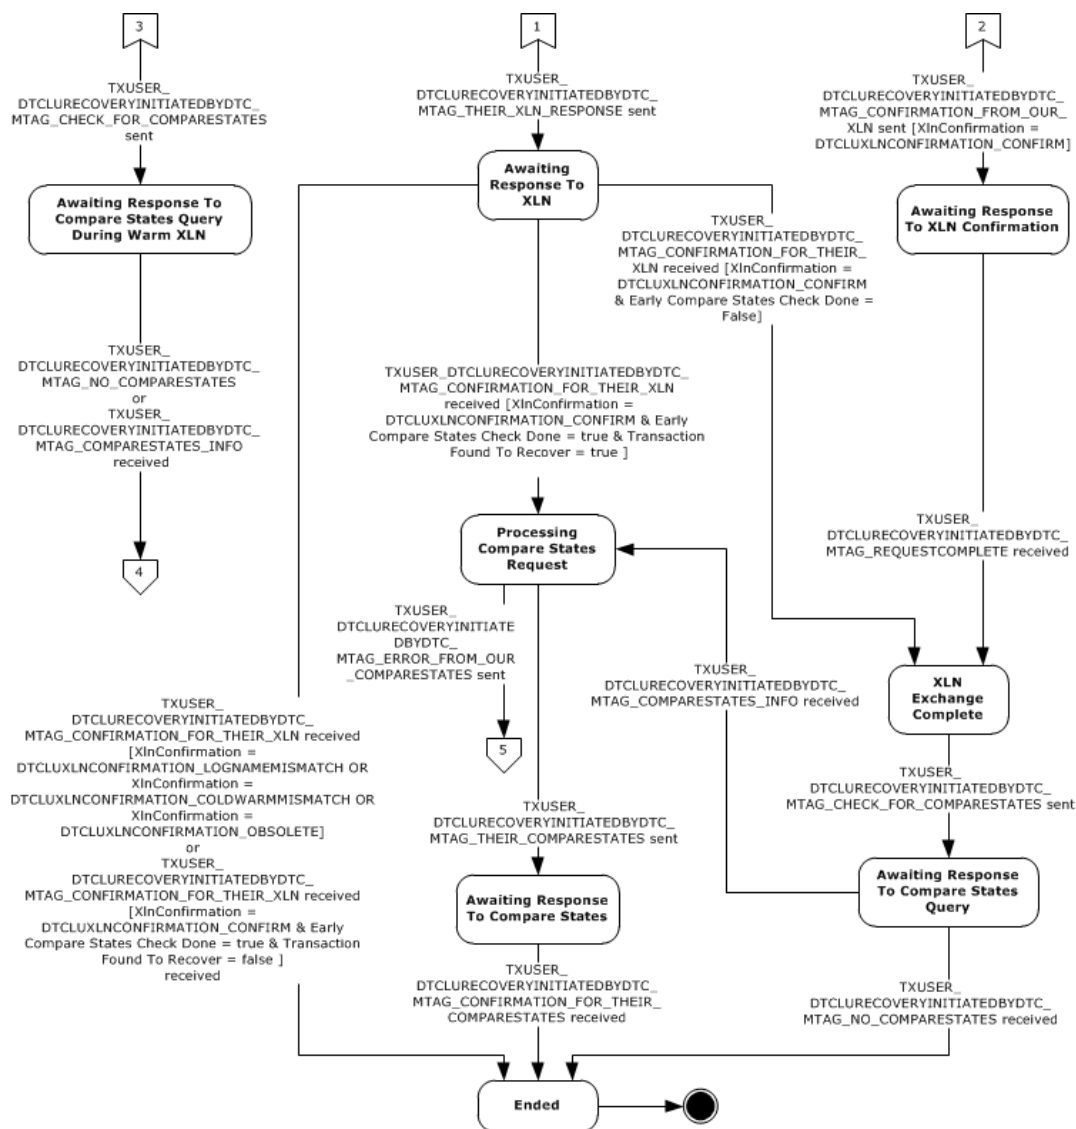 3
1
2
TXUSER_
DTCLURECOVERYINITIATEDBYDTC_
MTAG_CHECK_FOR_COMPARESTATES
sent
TXUSER_
DTCLURECOVERYINITIATEDBYDTC_
MTAG_THEIR_XLN_RESPONSE sent
TXUSER_
DTCLURECOVERYINITIATEDBYDTC_
MTAG_CONFIRMATION_FROM_OUR_
XLN sent [XlnConfirmation =
DTCLUXLNCONFIRMATION_CONFIRM]
Awaiting Response To
Compare States Query
During Warm XLN
Awaiting
Response To
XLN
Awaiting Response
To XLN Confirmation
TXUSER_
DTCLURECOVERYINITIATEDBYDTC_
MTAG_CONFIRMATION_FOR_THEIR_
XLN received [XlnConfirmation =
DTCLUXLNCONFIRMATION_CONFIRM
& Early Compare States Check Done =
False]
TXUSER_
DTCLURECOVERYINITIATEDBYDTC_
MTAG_NO_COMPARESTATES
or
TXUSER_
DTCLURECOVERYINITIATEDBYDTC_
MTAG_COMPARESTATES_INFO
received
TXUSER_DTCLURECOVERYINITIATEDBYDTC_
MTAG_CONFIRMATION_FOR_THEIR_XLN
received [XlnConfirmation =
DTCLUXLNCONFIRMATION_CONFIRM & Early
Compare States Check Done = true & Transaction
Found To Recover = true ]
4
Processing
Compare States
Request
TXUSER_
DTCLURECOVERYINITIATEDBYDTC_
MTAG_REQUESTCOMPLETE received
TXUSER_
DTCLURECOVERYINITIATE
DBYDTC_
MTAG_ERROR_FROM_OUR
_COMPARESTATES sent
5
TXUSER_
DTCLURECOVERYINITIATEDBYDTC_
MTAG_COMPARESTATES_INFO received
XLN
Exchange
Complete
TXUSER_
DTCLURECOVERYINITIATEDBYDTC_
MTAG_CONFIRMATION_FOR_THEIR_XLN received
[XlnConfirmation =
DTCLUXLNCONFIRMATION_LOGNAMEMISMATCH OR
XlnConfirmation =
DTCLUXLNCONFIRMATION_COLDWARMMISMATCH OR
XlnConfirmation =
DTCLUXLNCONFIRMATION_OBSOLETE]
or
TXUSER_
DTCLURECOVERYINITIATEDBYDTC_
MTAG_CONFIRMATION_FOR_THEIR_XLN received
[XlnConfirmation =
DTCLUXLNCONFIRMATION_CONFIRM & Early
Compare States Check Done = true & Transaction
Found To Recover = false ]
received
TXUSER_
DTCLURECOVERYINITIATEDBYDTC_
MTAG_THEIR_COMPARESTATES sent
TXUSER_
DTCLURECOVERYINITIATEDBYDTC_
MTAG_CHECK_FOR_COMPARESTATES sent
Awaiting Response
To Compare States
Awaiting Response
To Compare States
Query
TXUSER_
DTCLURECOVERYINITIATEDBYDTC_
MTAG_CONFIRMATION_FOR_THEIR_
COMPARESTATES received
TXUSER_
DTCLURECOVERYINITIATEDBYDTC_
MTAG_NO_COMPARESTATES received
Ended